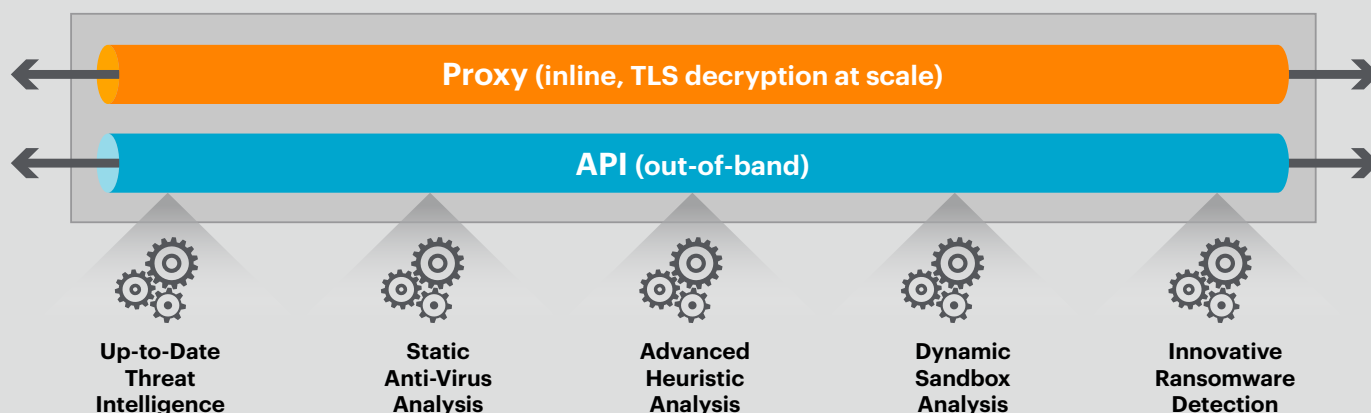 Proxy (inline, TLS decryption at scale)
API (out-of-band)
Up-to-Date
Threat
Intelligence
Static
Anti-Virus
Analysis
Advanced
Heuristic
Analysis
Dynamic
Sandbox
Analysis
Innovative
Ransomware
Detection